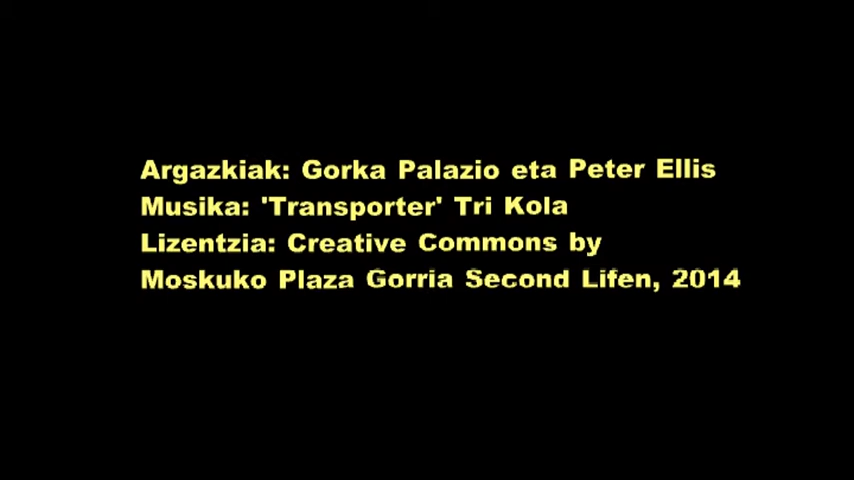 Argazkiak: Gorka Palazio eta Peter Ellis
Musika: 'Transporter' Tri Kola
Lizentzia: Creative Commons by
Moskuko Plaza Gorria Second Lifen, 2014